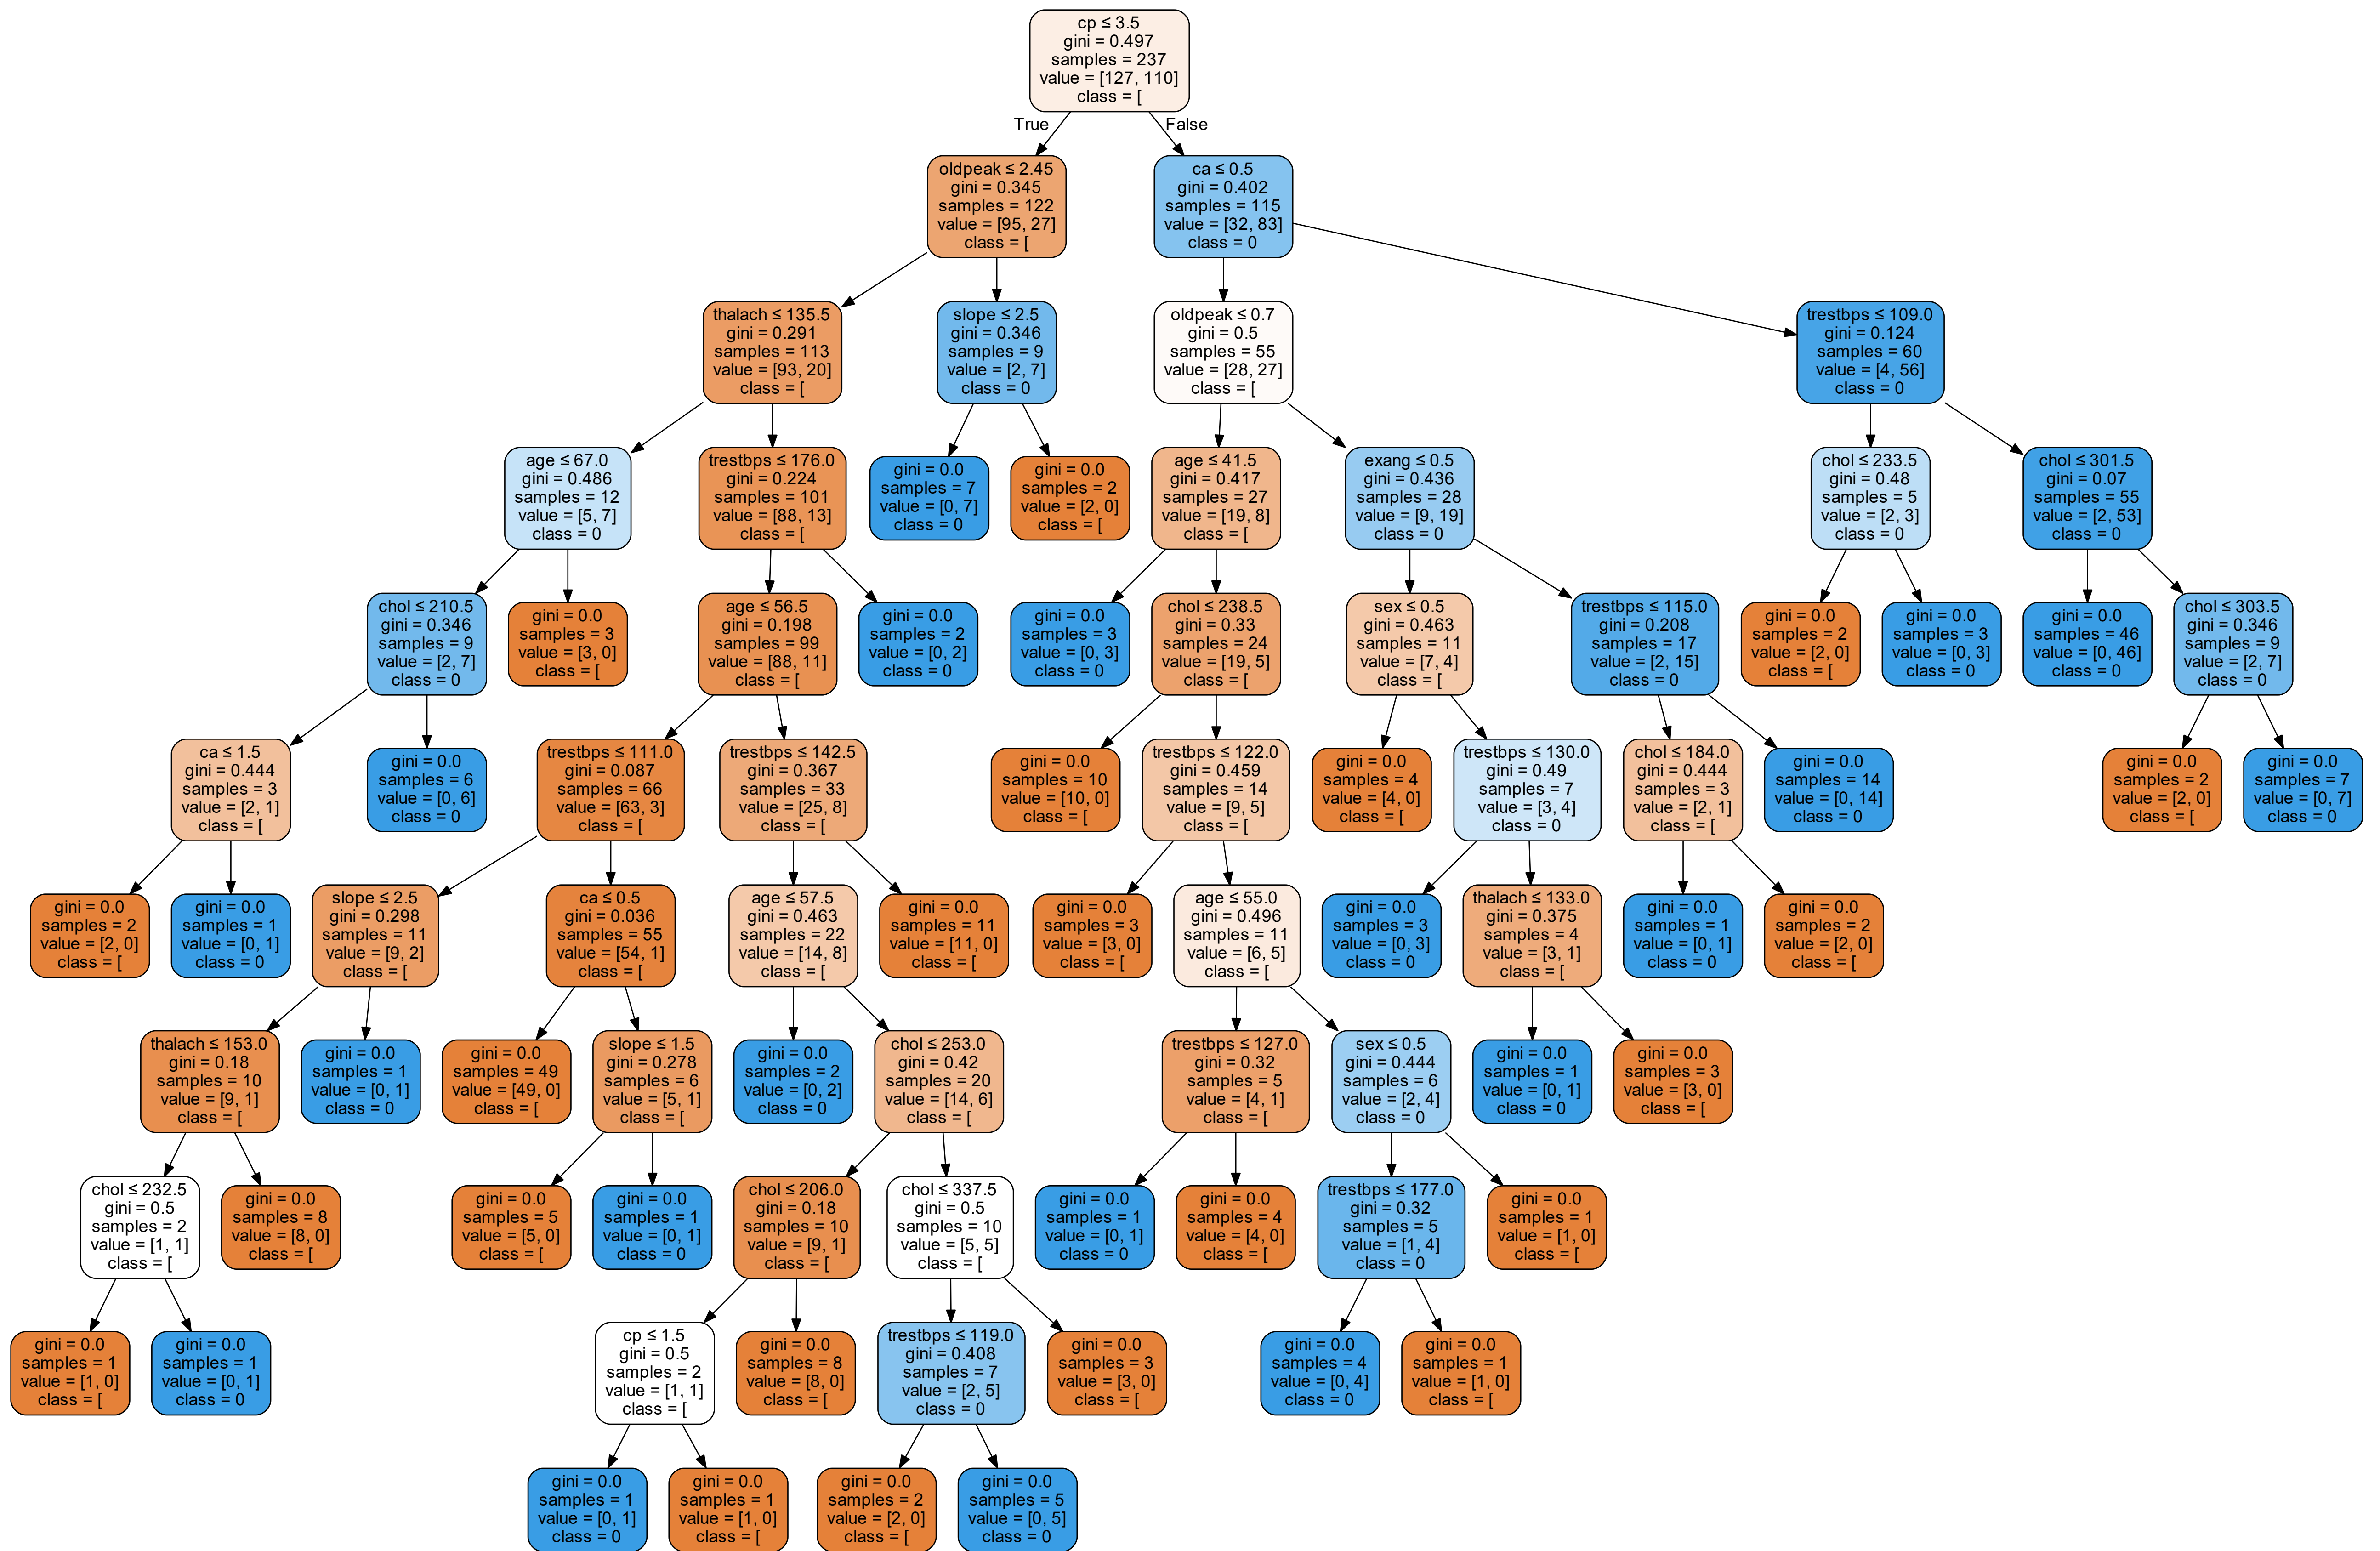 cp ≤ 3.5
gini = 0.497
samples = 237
value = [127, 110]
class = [
True
False
oldpeak ≤ 2.45
gini = 0.345
samples = 122
value = [95, 27]
class = [
ca ≤ 0.5
gini = 0.402
samples = 115
value = [32, 83]
class = 0
thalach ≤ 135.5
gini = 0.291
samples = 113
value = [93, 20]
class = [
slope ≤ 2.5
gini = 0.346
samples = 9
value = [2, 7]
class = 0
oldpeak ≤ 0.7
gini = 0.5
samples = 55
value = [28, 27]
class = [
trestbps ≤ 109.0
gini = 0.124
samples = 60
value = [4, 56]
class = 0
age ≤ 67.0
gini = 0.486
samples = 12
value = [5, 7]
class = 0
trestbps ≤ 176.0
gini = 0.224
samples = 101
value = [88, 13]
class = [
gini = 0.0
samples = 7
value = [0, 7]
class = 0
gini = 0.0
samples = 2
value = [2, 0]
class = [
age ≤ 41.5
gini = 0.417
samples = 27
value = [19, 8]
class = [
exang ≤ 0.5
gini = 0.436
samples = 28
value = [9, 19]
class = 0
chol ≤ 233.5
gini = 0.48
samples = 5
value = [2, 3]
class = 0
chol ≤ 301.5
gini = 0.07
samples = 55
value = [2, 53]
class = 0
chol ≤ 210.5
gini = 0.346
samples = 9
value = [2, 7]
class = 0
gini = 0.0
samples = 3
value = [3, 0]
class = [
age ≤ 56.5
gini = 0.198
samples = 99
value = [88, 11]
class = [
gini = 0.0
samples = 2
value = [0, 2]
class = 0
gini = 0.0
samples = 3
value = [0, 3]
class = 0
chol ≤ 238.5
gini = 0.33
samples = 24
value = [19, 5]
class = [
sex ≤ 0.5
gini = 0.463
samples = 11
value = [7, 4]
class = [
trestbps ≤ 115.0
gini = 0.208
samples = 17
value = [2, 15]
class = 0
gini = 0.0
samples = 2
value = [2, 0]
class = [
gini = 0.0
samples = 3
value = [0, 3]
class = 0
gini = 0.0
samples = 46
value = [0, 46]
class = 0
chol ≤ 303.5
gini = 0.346
samples = 9
value = [2, 7]
class = 0
ca ≤ 1.5
gini = 0.444
samples = 3
value = [2, 1]
class = [
gini = 0.0
samples = 6
value = [0, 6]
class = 0
trestbps ≤ 111.0
gini = 0.087
samples = 66
value = [63, 3]
class = [
trestbps ≤ 142.5
gini = 0.367
samples = 33
value = [25, 8]
class = [
gini = 0.0
samples = 10
value = [10, 0]
class = [
trestbps ≤ 122.0
gini = 0.459
samples = 14
value = [9, 5]
class = [
gini = 0.0
samples = 4
value = [4, 0]
class = [
trestbps ≤ 130.0
gini = 0.49
samples = 7
value = [3, 4]
class = 0
chol ≤ 184.0
gini = 0.444
samples = 3
value = [2, 1]
class = [
gini = 0.0
samples = 14
value = [0, 14]
class = 0
gini = 0.0
samples = 2
value = [2, 0]
class = [
gini = 0.0
samples = 7
value = [0, 7]
class = 0
gini = 0.0
samples = 2
value = [2, 0]
class = [
gini = 0.0
samples = 1
value = [0, 1]
class = 0
slope ≤ 2.5
gini = 0.298
samples = 11
value = [9, 2]
class = [
ca ≤ 0.5
gini = 0.036
samples = 55
value = [54, 1]
class = [
age ≤ 57.5
gini = 0.463
samples = 22
value = [14, 8]
class = [
gini = 0.0
samples = 11
value = [11, 0]
class = [
gini = 0.0
samples = 3
value = [3, 0]
class = [
age ≤ 55.0
gini = 0.496
samples = 11
value = [6, 5]
class = [
gini = 0.0
samples = 3
value = [0, 3]
class = 0
thalach ≤ 133.0
gini = 0.375
samples = 4
value = [3, 1]
class = [
gini = 0.0
samples = 1
value = [0, 1]
class = 0
gini = 0.0
samples = 2
value = [2, 0]
class = [
thalach ≤ 153.0
gini = 0.18
samples = 10
value = [9, 1]
class = [
gini = 0.0
samples = 1
value = [0, 1]
class = 0
gini = 0.0
samples = 49
value = [49, 0]
class = [
slope ≤ 1.5
gini = 0.278
samples = 6
value = [5, 1]
class = [
gini = 0.0
samples = 2
value = [0, 2]
class = 0
chol ≤ 253.0
gini = 0.42
samples = 20
value = [14, 6]
class = [
trestbps ≤ 127.0
gini = 0.32
samples = 5
value = [4, 1]
class = [
sex ≤ 0.5
gini = 0.444
samples = 6
value = [2, 4]
class = 0
gini = 0.0
samples = 1
value = [0, 1]
class = 0
gini = 0.0
samples = 3
value = [3, 0]
class = [
chol ≤ 232.5
gini = 0.5
samples = 2
value = [1, 1]
class = [
gini = 0.0
samples = 8
value = [8, 0]
class = [
gini = 0.0
samples = 5
value = [5, 0]
class = [
gini = 0.0
samples = 1
value = [0, 1]
class = 0
chol ≤ 206.0
gini = 0.18
samples = 10
value = [9, 1]
class = [
chol ≤ 337.5
gini = 0.5
samples = 10
value = [5, 5]
class = [
gini = 0.0
samples = 1
value = [0, 1]
class = 0
gini = 0.0
samples = 4
value = [4, 0]
class = [
trestbps ≤ 177.0
gini = 0.32
samples = 5
value = [1, 4]
class = 0
gini = 0.0
samples = 1
value = [1, 0]
class = [
gini = 0.0
samples = 1
value = [1, 0]
class = [
gini = 0.0
samples = 1
value = [0, 1]
class = 0
cp ≤ 1.5
gini = 0.5
samples = 2
value = [1, 1]
class = [
gini = 0.0
samples = 8
value = [8, 0]
class = [
trestbps ≤ 119.0
gini = 0.408
samples = 7
value = [2, 5]
class = 0
gini = 0.0
samples = 3
value = [3, 0]
class = [
gini = 0.0
samples = 4
value = [0, 4]
class = 0
gini = 0.0
samples = 1
value = [1, 0]
class = [
gini = 0.0
samples = 1
value = [0, 1]
class = 0
gini = 0.0
samples = 1
value = [1, 0]
class = [
gini = 0.0
samples = 2
value = [2, 0]
class = [
gini = 0.0
samples = 5
value = [0, 5]
class = 0